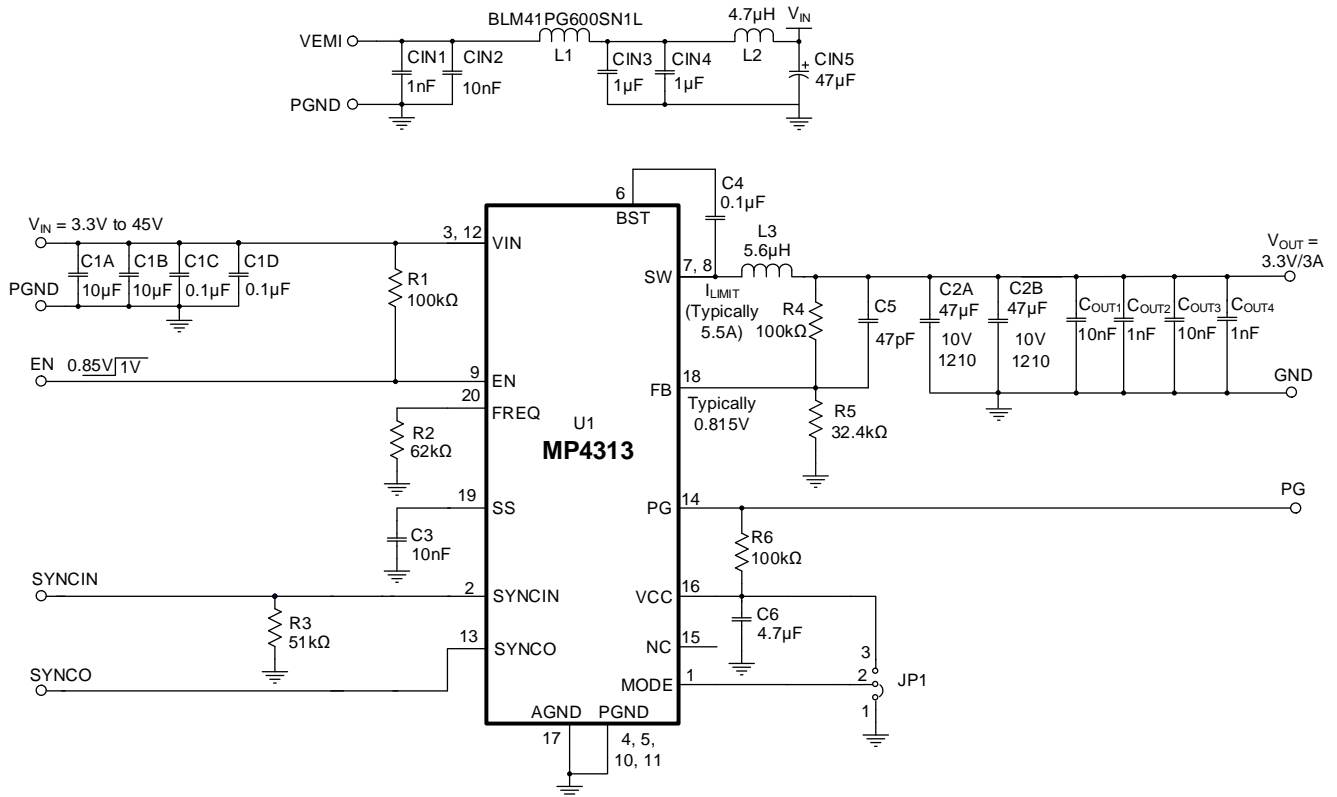 BLM41PG600SN1L
4.7µH
VIN
VEMI
L1
L2
CIN1
1nF
CIN2
10nF
CIN3
1µF
CIN4
1µF
+
CIN5
47µF
PGND
VIN = 3.3V to 45V
C1A
10µF
C1B
10µF
C1C
0.1µF
C1D
0.1µF
PGND
R1
100kΩ
3, 12
VIN
6
BST
C4
0.1µF
SW
7, 8
L3
5.6µH
VOUT =
3.3V/3A
ILIMIT
(Typically
5.5A)
R4
100kΩ
C5
47pF
C2A
47µF
10V
1210
C2B
47µF
10V
1210
COUT1
10nF
COUT2
1nF
COUT3
10nF
COUT4
1nF
GND
EN
0.85V
1V
9
EN
20
FREQ
R2
62kΩ
U1
MP4313
FB
18
Typically
0.815V
R5
32.4kΩ
19
SS
C3
10nF
PG
14
PG
R6
100kΩ
SYNCIN
2
SYNCIN
R3
51kΩ
VCC
16
C6
4.7µF
13
SYNCO
NC
15
SYNCO
MODE
1
3
2
1
JP1
AGND
PGND
17
4, 5,
10, 11